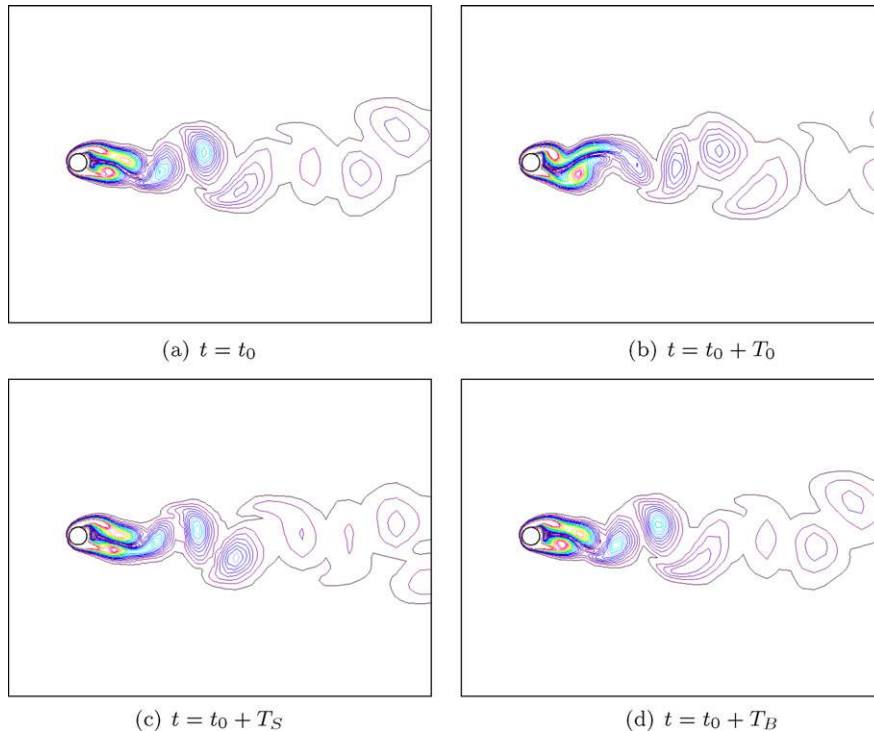 (a) t = t₀
(b) t = t₀ + T₀
(c) t = t₀ + T_S
(d) t = t₀ + T_B